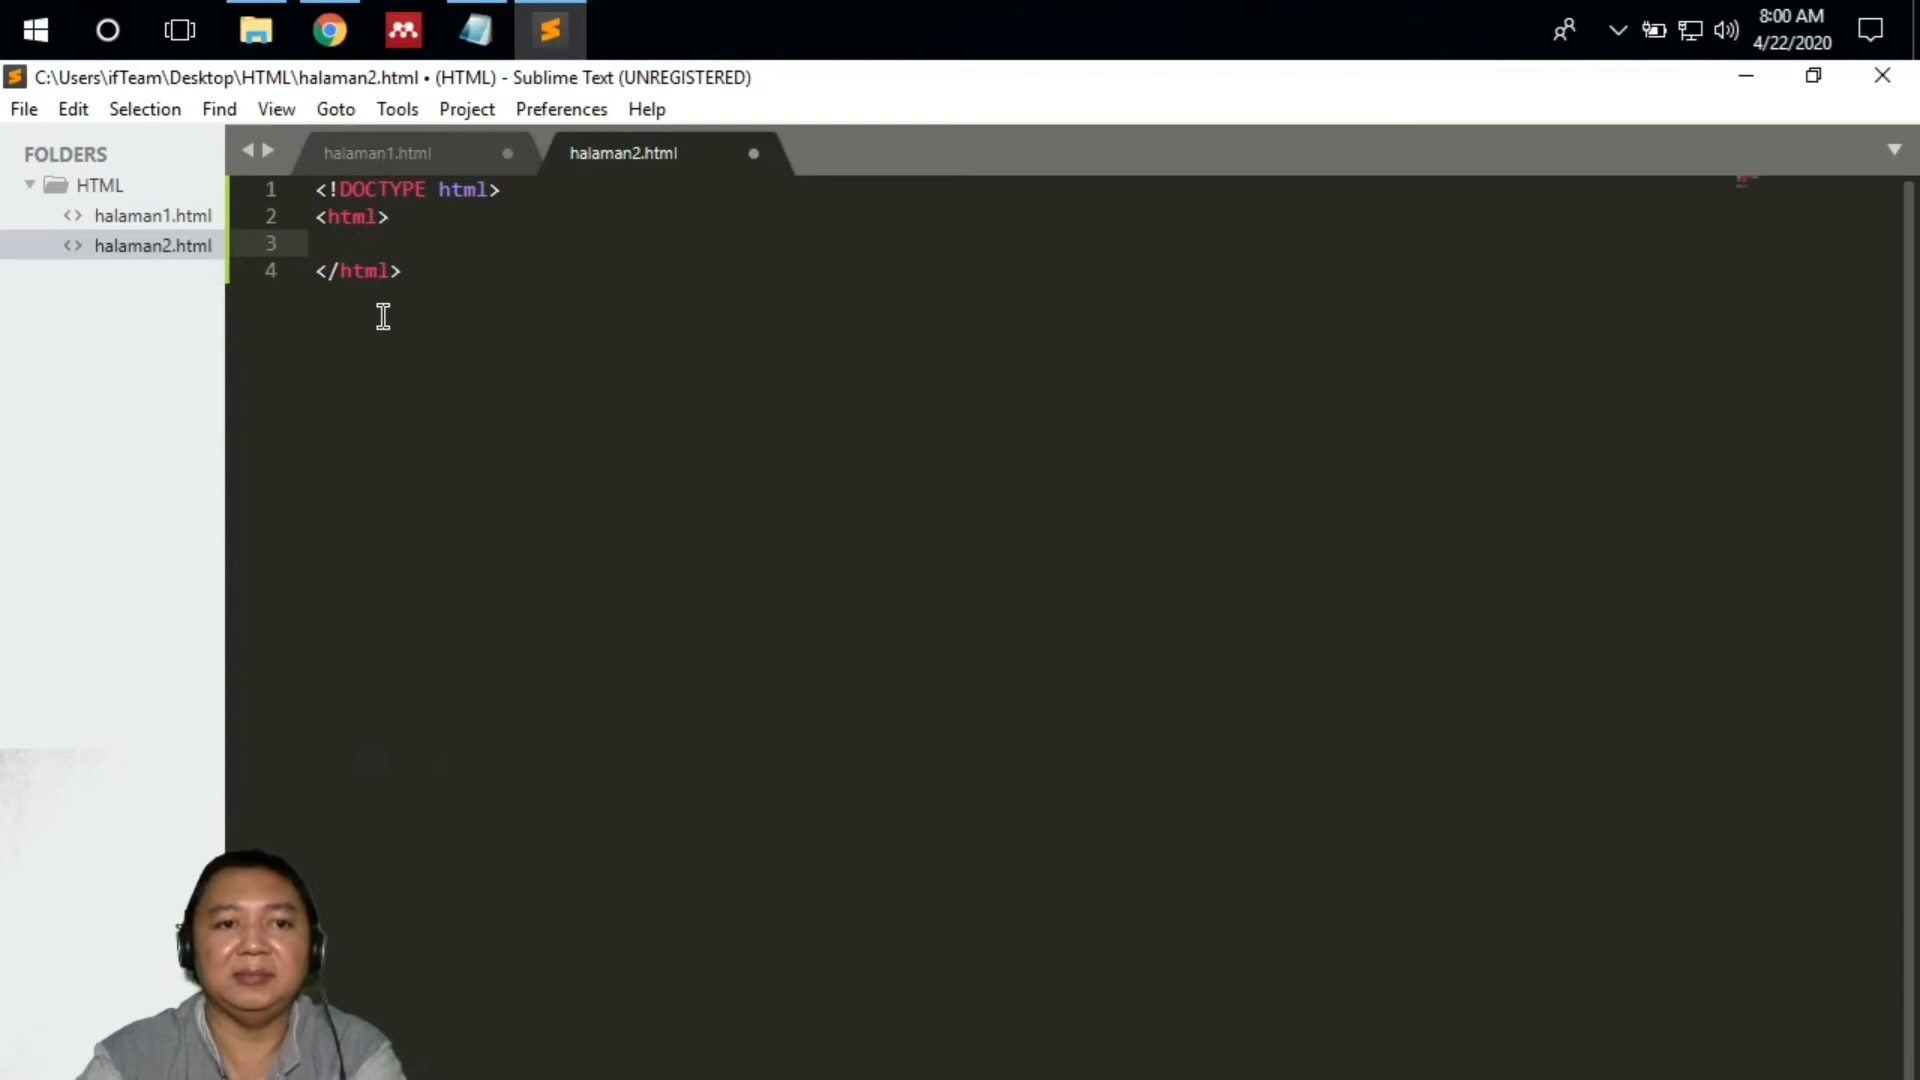 8:00 AM
4/22/2020
C:\Users\ifTeam\Desktop\HTML\halaman2.html • (HTML) - Sublime Text (UNREGISTERED)
File Edit Selection Find View Goto Tools Project Preferences Help
FOLDERS
HTML
halaman1.html
halaman2.html
halaman1.html halaman2.html
1 <!DOCTYPE html>
2 <html>
3
4 </html>